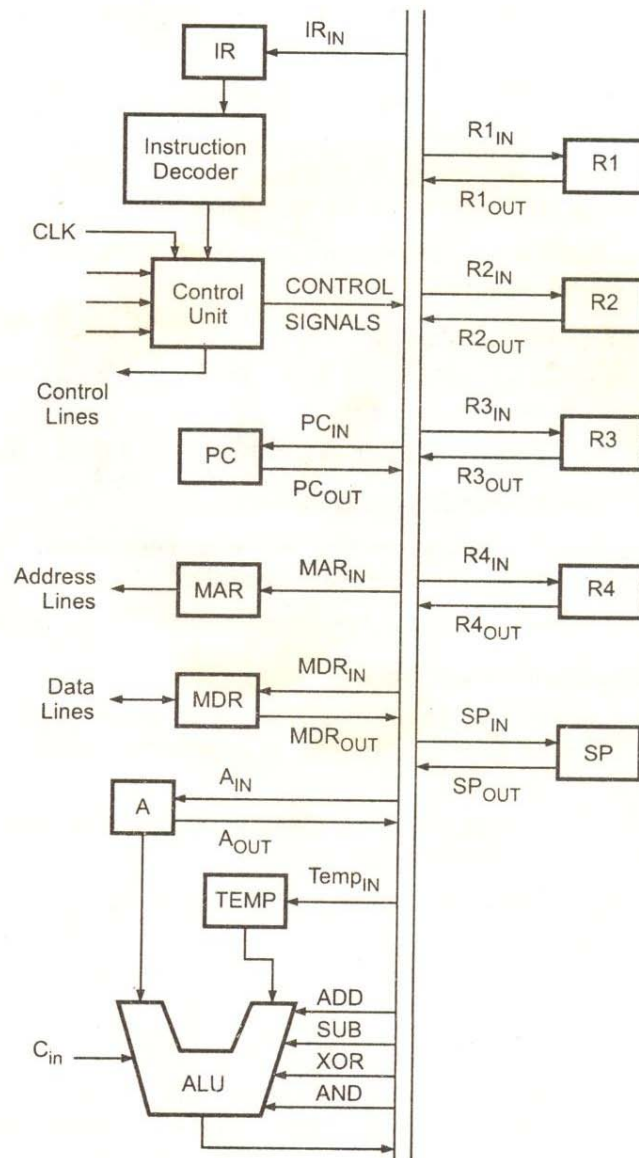 IR
IR_IN
Instruction
Decoder
CLK
Control
Unit
CONTROL
SIGNALS
Control
Lines
PC
PC_IN
PC_OUT
Address
Lines
MAR
MAR_IN
Data
Lines
MDR
MDR_IN
MDR_OUT
A
A_IN
A_OUT
TEMP
Temp_IN
C_in
ALU
ADD
SUB
XOR
AND
R1_IN
R1
R1_OUT
R2_IN
R2
R2_OUT
R3_IN
R3
R3_OUT
R4_IN
R4
R4_OUT
SP_IN
SP
SP_OUT